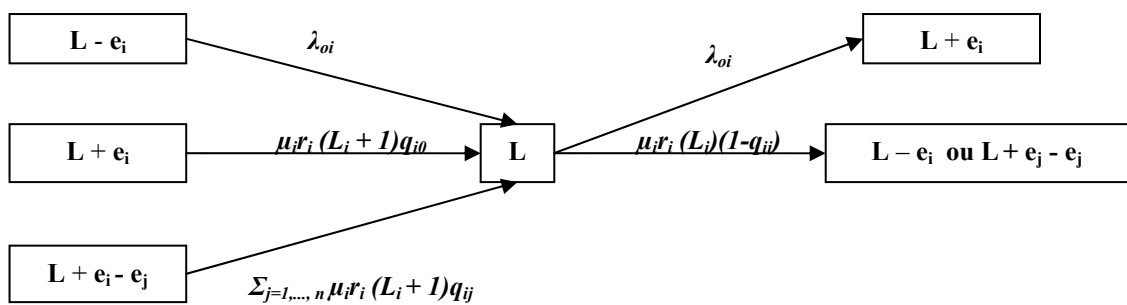 L - eᵢ
λₒᵢ
λₒᵢ
L + eᵢ
L + eᵢ
μᵢrᵢ (Lᵢ + 1)qᵢ₀
L
μᵢrᵢ (Lᵢ)(1-qᵢᵢ)
L – eᵢ ou L + eⱼ - eⱼ
L + eᵢ - eⱼ
Σⱼ₌₁,..., ₙ μᵢrᵢ (Lᵢ + 1)qᵢⱼ